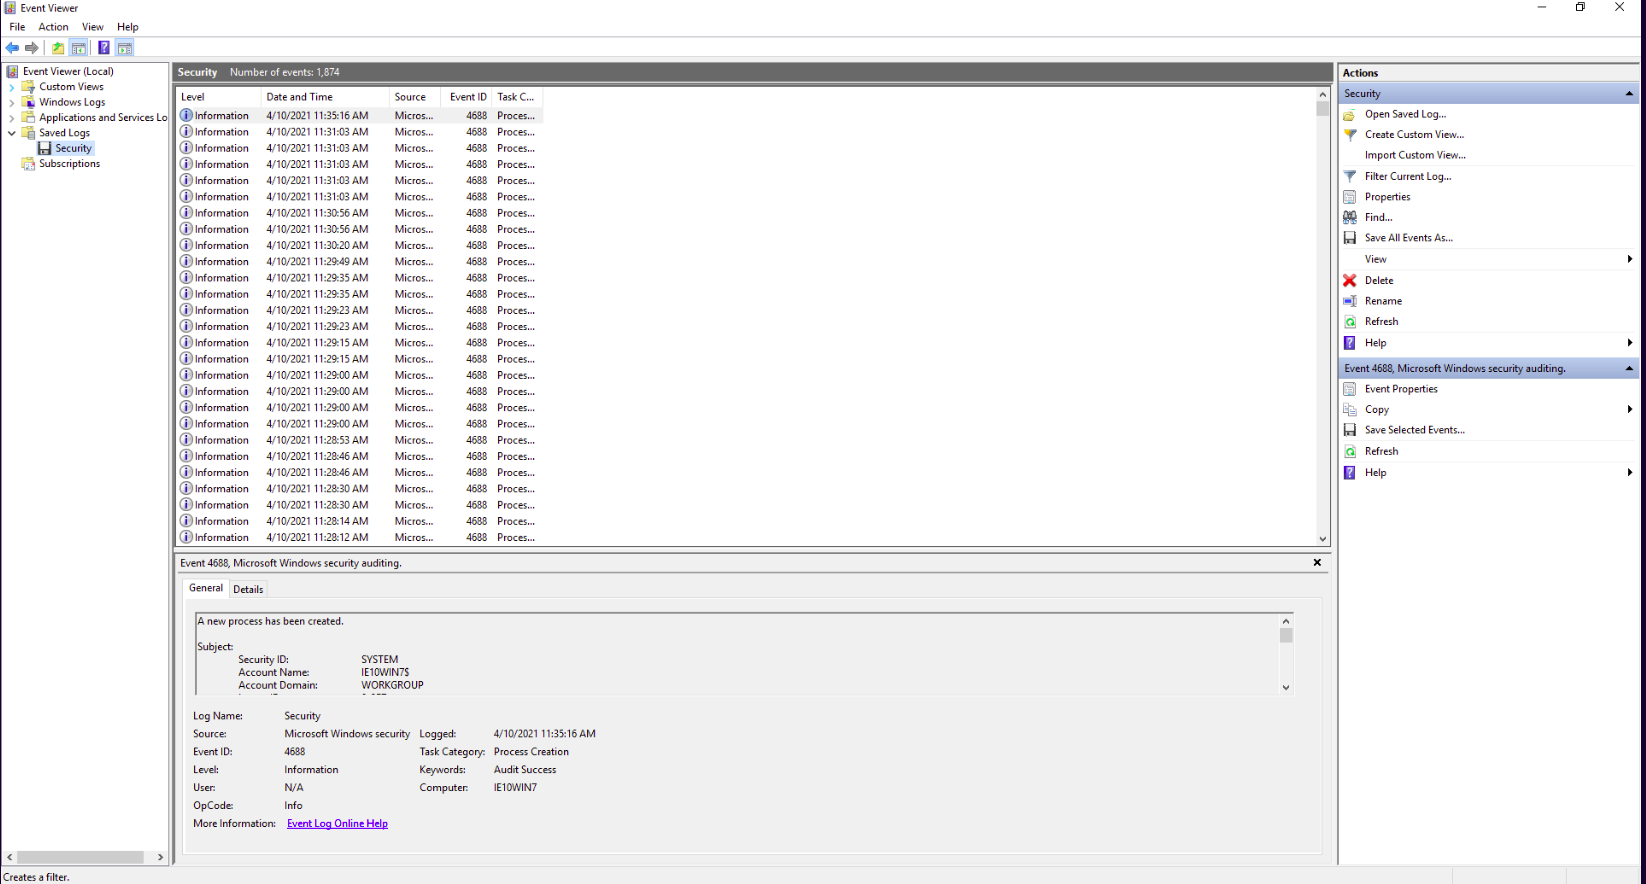 Event Viewer
File Action View Help
Event Viewer (Local)
Custom Views
Windows Logs
Applications and Services Lo
Saved Logs
Security
Subscriptions
Security Number of events: 1,874
Level Date and Time Source Event ID Task C...
Information 4/10/2021 11:35:16 AM Micros... 4688 Proces...
Information 4/10/2021 11:31:03 AM Micros... 4688 Proces...
Information 4/10/2021 11:31:03 AM Micros... 4688 Proces...
Information 4/10/2021 11:31:03 AM Micros... 4688 Proces...
Information 4/10/2021 11:31:03 AM Micros... 4688 Proces...
Information 4/10/2021 11:31:03 AM Micros... 4688 Proces...
Information 4/10/2021 11:30:56 AM Micros... 4688 Proces...
Information 4/10/2021 11:30:56 AM Micros... 4688 Proces...
Information 4/10/2021 11:30:20 AM Micros... 4688 Proces...
Information 4/10/2021 11:29:49 AM Micros... 4688 Proces...
Information 4/10/2021 11:29:35 AM Micros... 4688 Proces...
Information 4/10/2021 11:29:35 AM Micros... 4688 Proces...
Information 4/10/2021 11:29:23 AM Micros... 4688 Proces...
Information 4/10/2021 11:29:23 AM Micros... 4688 Proces...
Information 4/10/2021 11:29:15 AM Micros... 4688 Proces...
Information 4/10/2021 11:29:15 AM Micros... 4688 Proces...
Information 4/10/2021 11:29:00 AM Micros... 4688 Proces...
Information 4/10/2021 11:29:00 AM Micros... 4688 Proces...
Information 4/10/2021 11:29:00 AM Micros... 4688 Proces...
Information 4/10/2021 11:29:00 AM Micros... 4688 Proces...
Information 4/10/2021 11:28:53 AM Micros... 4688 Proces...
Information 4/10/2021 11:28:46 AM Micros... 4688 Proces...
Information 4/10/2021 11:28:46 AM Micros... 4688 Proces...
Information 4/10/2021 11:28:30 AM Micros... 4688 Proces...
Information 4/10/2021 11:28:30 AM Micros... 4688 Proces...
Information 4/10/2021 11:28:14 AM Micros... 4688 Proces...
Information 4/10/2021 11:28:12 AM Micros... 4688 Proces...
Event 4688, Microsoft Windows security auditing.
General Details
A new process has been created.
Subject:
Security ID: SYSTEM
Account Name: IE10WIN7$
Account Domain: WORKGROUP
Log Name: Security
Source: Microsoft Windows security Logged: 4/10/2021 11:35:16 AM
Event ID: 4688 Task Category: Process Creation
Level: Information Keywords: Audit Success
User: N/A Computer: IE10WIN7
OpCode: Info
More Information: Event Log Online Help
Actions
Security
Open Saved Log...
Create Custom View...
Import Custom View...
Filter Current Log...
Properties
Find...
Save All Events As...
View
Delete
Rename
Refresh
Help
Event 4688, Microsoft Windows security auditing.
Event Properties
Copy
Save Selected Events...
Refresh
Help
Creates a filter.